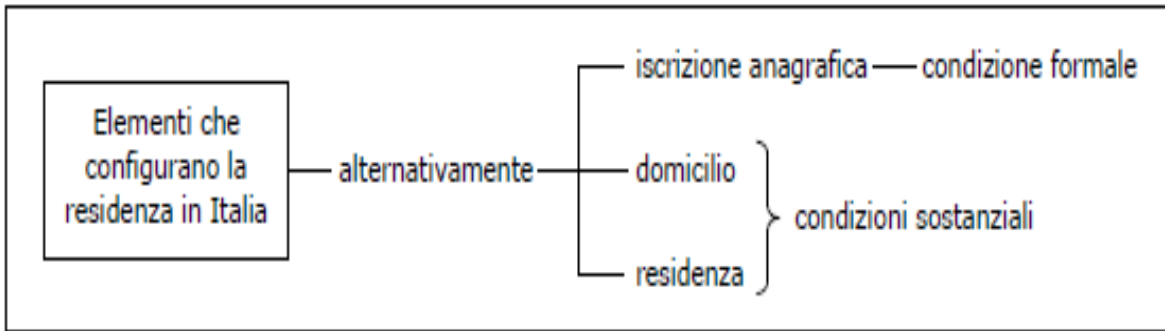 Elementi che
configurano la
residenza in Italia
alternativamente
iscrizione anagrafica
condizione formale
domicilio
residenza
condizioni sostanziali